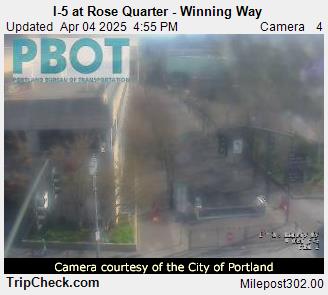 I-5 at Rose Quarter - Winning Way
Updated Apr 04 2025 4:55 PM Camera 4
PBOT
PORTLAND BUREAU OF TRANSPORTATION
Camera courtesy of the City of Portland
TripCheck.com Milepost302.00